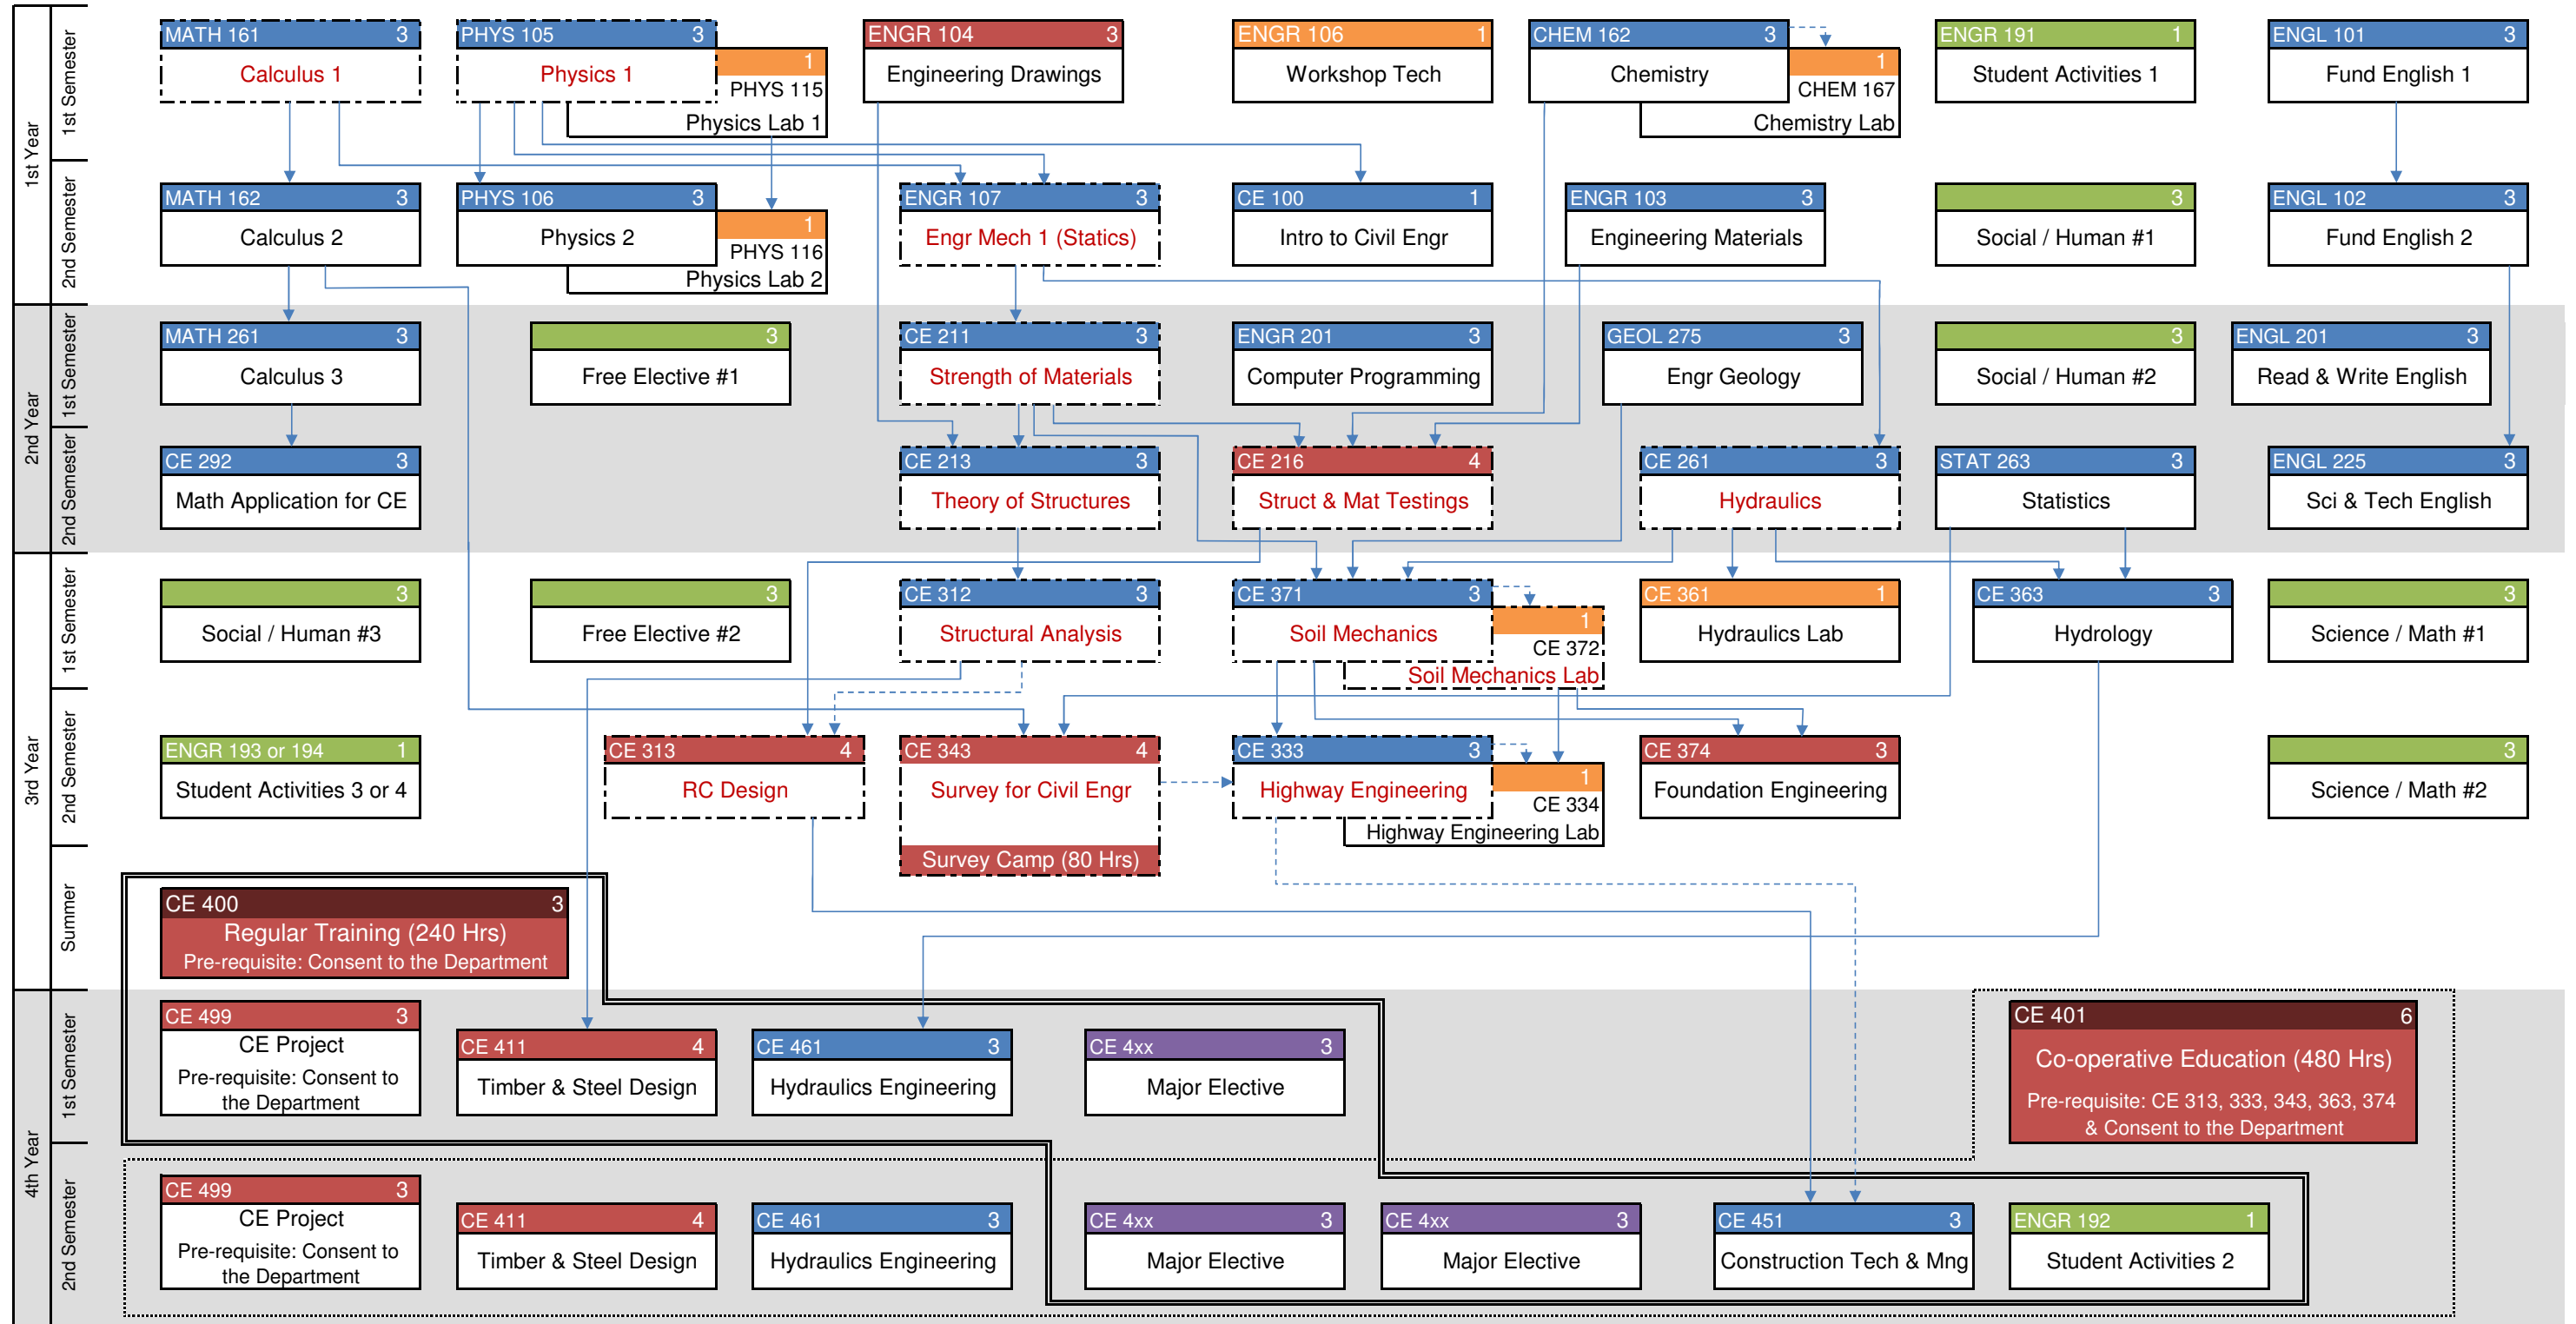 1st Year
1st Semester
MATH 161 3
Calculus 1
PHYS 105 3
Physics 1
1
PHYS 115
Physics Lab 1
ENGR 104 3
Engineering Drawings
ENGR 106 1
Workshop Tech
CHEM 162 3
Chemistry
1
CHEM 167
Chemistry Lab
ENGR 191 1
Student Activities 1
ENGL 101 3
Fund English 1
2nd Semester
MATH 162 3
Calculus 2
PHYS 106 3
Physics 2
1
PHYS 116
Physics Lab 2
ENGR 107 3
Engr Mech 1 (Statics)
CE 100 1
Intro to Civil Engr
ENGR 103 3
Engineering Materials
3
Social / Human #1
ENGL 102 3
Fund English 2
2nd Year
1st Semester
MATH 261 3
Calculus 3
3
Free Elective #1
CE 211 3
Strength of Materials
ENGR 201 3
Computer Programming
GEOL 275 3
Engr Geology
3
Social / Human #2
ENGL 201 3
Read & Write English
2nd Semester
CE 292 3
Math Application for CE
CE 213 3
Theory of Structures
CE 216 4
Struct & Mat Testings
CE 261 3
Hydraulics
STAT 263 3
Statistics
ENGL 225 3
Sci & Tech English
3rd Year
1st Semester
3
Social / Human #3
3
Free Elective #2
CE 312 3
Structural Analysis
CE 371 3
Soil Mechanics
1
CE 372
Soil Mechanics Lab
CE 361 1
Hydraulics Lab
CE 363 3
Hydrology
3
Science / Math #1
2nd Semester
ENGR 193 or 194 1
Student Activities 3 or 4
CE 313 4
RC Design
CE 343 4
Survey for Civil Engr
Survey Camp (80 Hrs)
CE 333 3
Highway Engineering
1
CE 334
Highway Engineering Lab
CE 374 3
Foundation Engineering
3
Science / Math #2
Summer
CE 400 3
Regular Training (240 Hrs)
Pre-requisite: Consent to the Department
4th Year
1st Semester
CE 499 3
CE Project
Pre-requisite: Consent to
the Department
CE 411 4
Timber & Steel Design
CE 461 3
Hydraulics Engineering
CE 4xx 3
Major Elective
CE 401 6
Co-operative Education (480 Hrs)
Pre-requisite: CE 313, 333, 343, 363, 374
& Consent to the Department
2nd Semester
CE 499 3
CE Project
Pre-requisite: Consent to
the Department
CE 411 4
Timber & Steel Design
CE 461 3
Hydraulics Engineering
CE 4xx 3
Major Elective
CE 4xx 3
Major Elective
CE 451 3
Construction Tech & Mng
ENGR 192 1
Student Activities 2